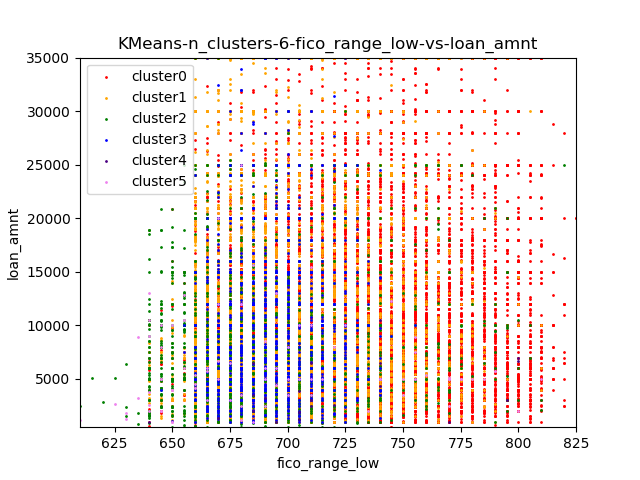 KMeans-n_clusters-6-fico_range_low-vs-loan_amnt
35000
30000
25000
20000
15000
10000
5000
loan_amnt
cluster0
cluster1
cluster2
cluster3
cluster4
cluster5
625 650 675 700 725 750 775 800 825
fico_range_low